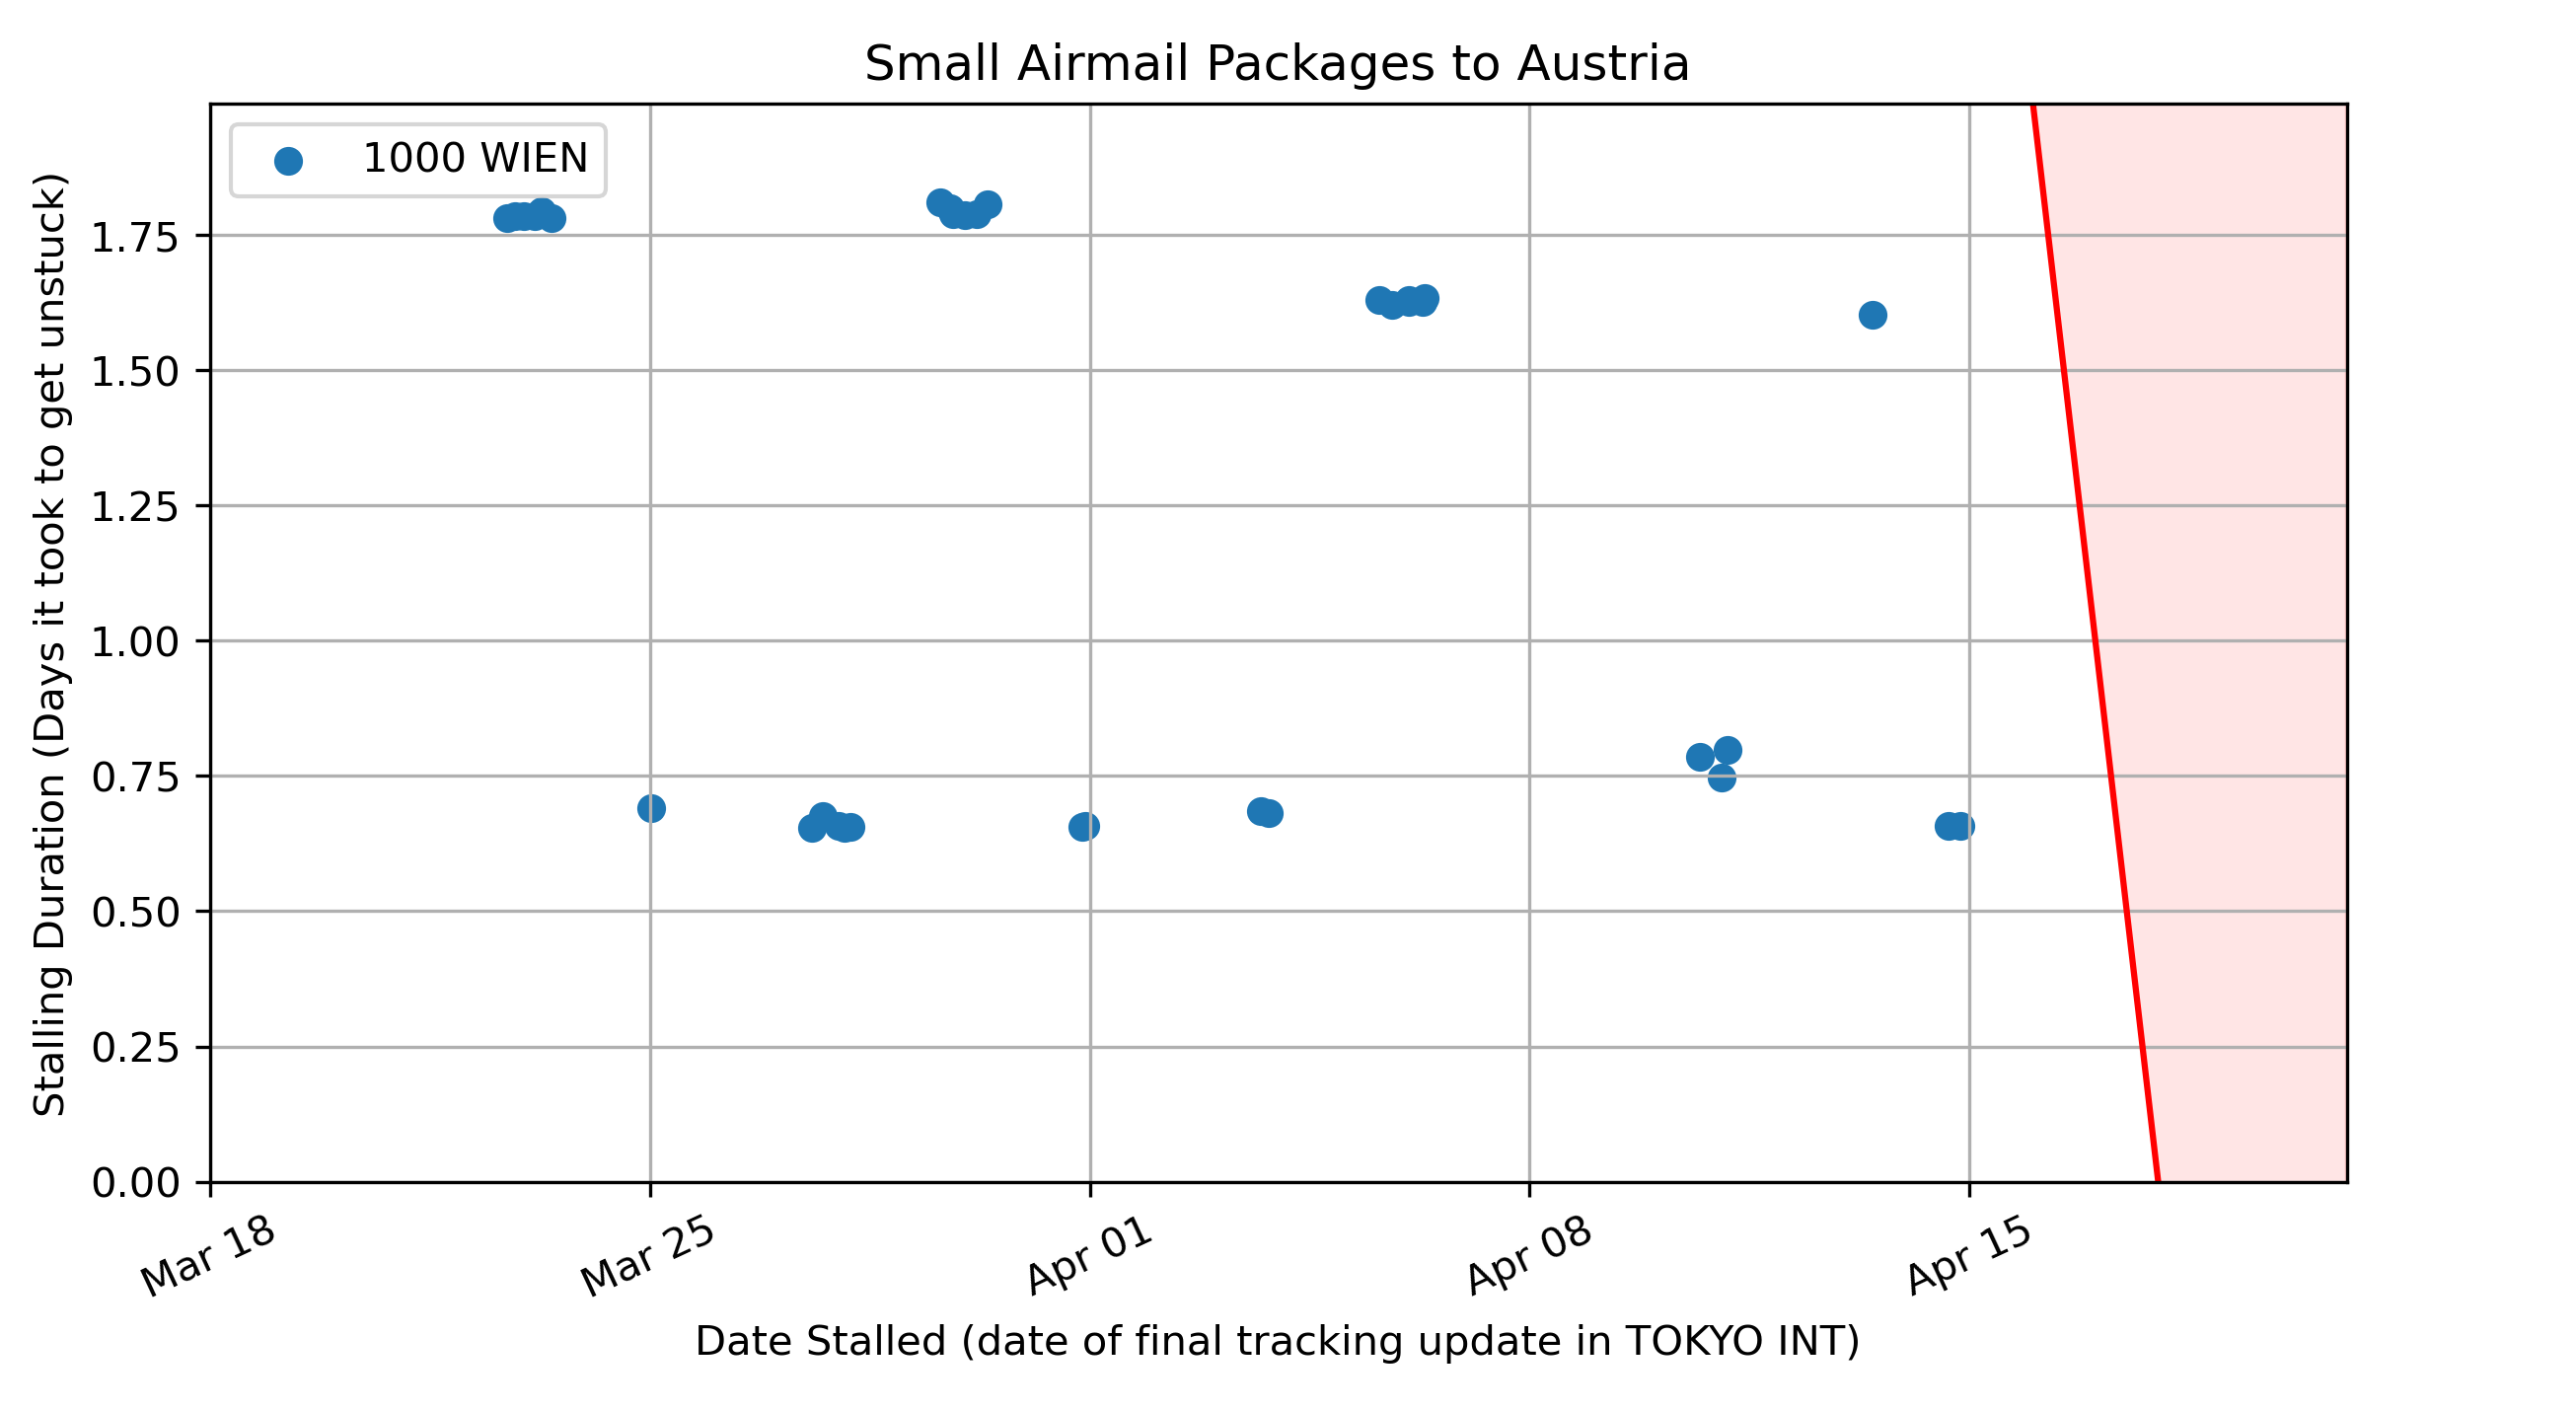 Small Airmail Packages to Austria
1000 WIEN
Stalling Duration (Days it took to get unstuck)
1.75
1.50
1.25
1.00
0.75
0.50
0.25
0.00
Mar 18
Mar 25
Apr 01
Apr 08
Apr 15
Date Stalled (date of final tracking update in TOKYO INT)